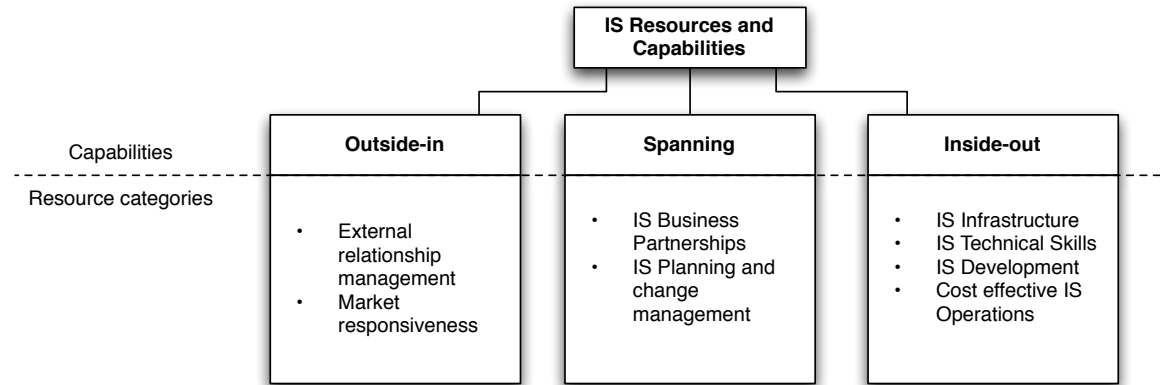 IS Resources and
Capabilities
Capabilities
Outside-in
Spanning
Inside-out
Resource categories
• External
relationship
management
• Market
responsiveness
• IS Business
Partnerships
• IS Planning and
change
management
• IS Infrastructure
• IS Technical Skills
• IS Development
• Cost effective IS
Operations